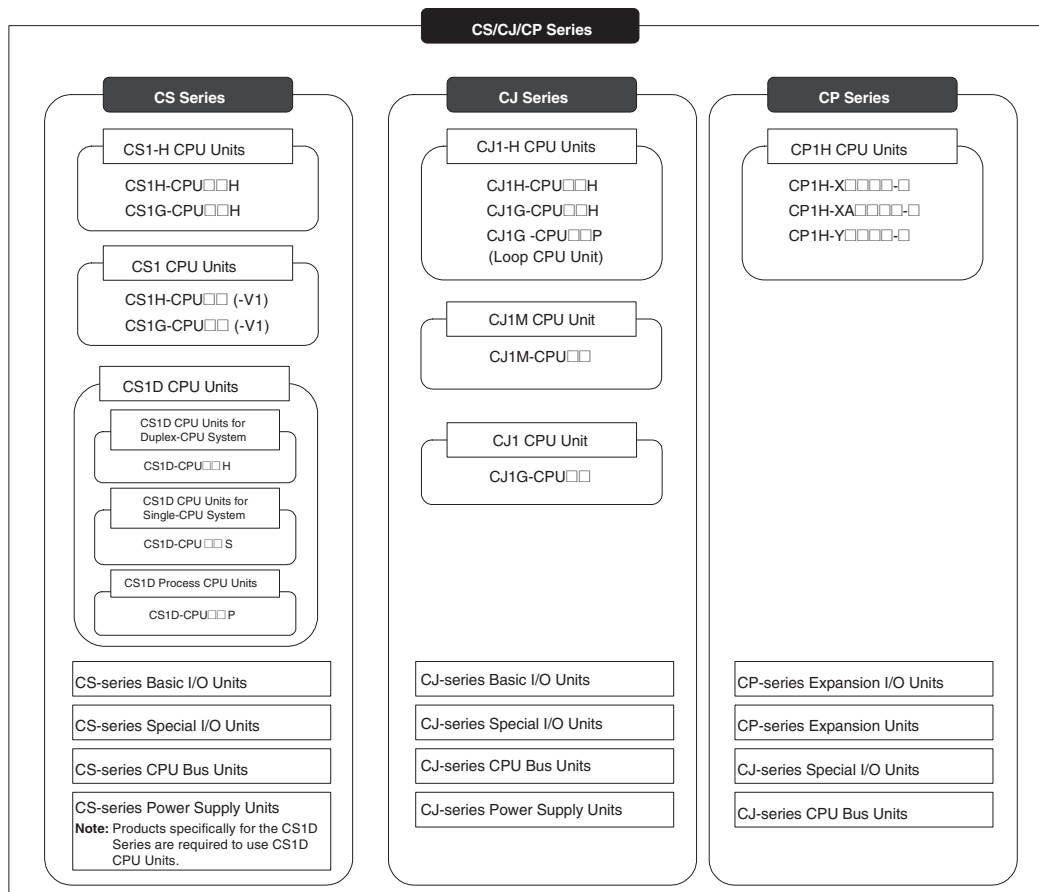 CS/CJ/CP Series
CS Series
CS1-H CPU Units
CS1H-CPU□□H
CS1G-CPU□□H
CS1 CPU Units
CS1H-CPU□□ (-V1)
CS1G-CPU□□ (-V1)
CS1D CPU Units
CS1D CPU Units for
Duplex-CPU System
CS1D-CPU□□H
CS1D CPU Units for
Single-CPU System
CS1D-CPU □□ S
CS1D Process CPU Units
CS1D-CPU□□ P
CS-series Basic I/O Units
CS-series Special I/O Units
CS-series CPU Bus Units
CS-series Power Supply Units
Note: Products specifically for the CS1D
Series are required to use CS1D
CPU Units.
CJ Series
CJ1-H CPU Units
CJ1H-CPU□□H
CJ1G-CPU□□H
CJ1G -CPU□□P
(Loop CPU Unit)
CJ1M CPU Unit
CJ1M-CPU□□
CJ1 CPU Unit
CJ1G-CPU□□
CJ-series Basic I/O Units
CJ-series Special I/O Units
CJ-series CPU Bus Units
CJ-series Power Supply Units
CP Series
CP1H CPU Units
CP1H-X□□□□-□
CP1H-XA□□□□-□
CP1H-Y□□□□-□
CP-series Expansion I/O Units
CP-series Expansion Units
CJ-series Special I/O Units
CJ-series CPU Bus Units